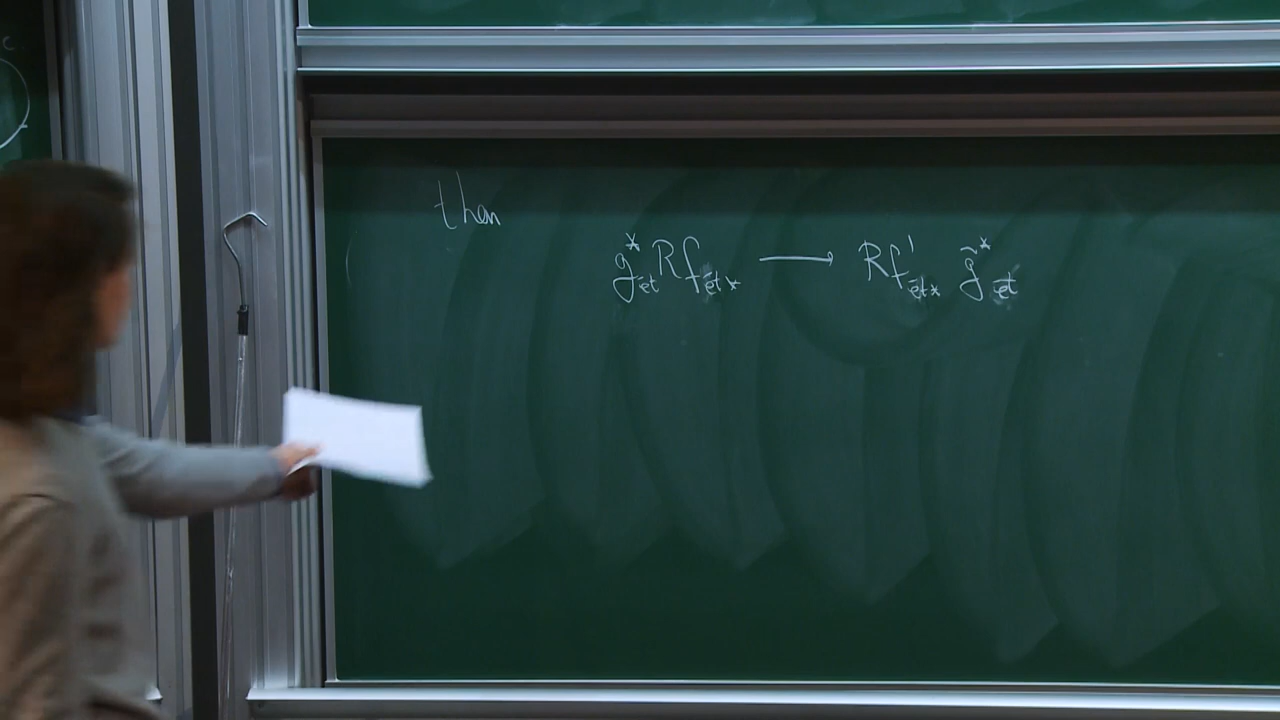 then
g*ét Rfét* ⟶ Rf'ét* g̃*ét